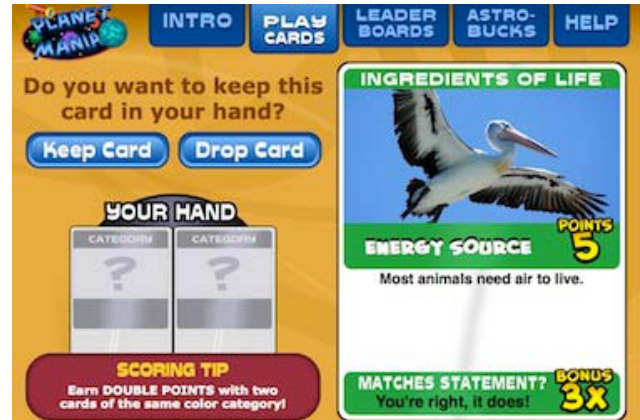 PLANET
MANIA
INTRO
PLAY
CARDS
LEADER
BOARDS
ASTRO-
BUCKS
HELP
Do you want to keep this
card in your hand?
Keep Card
Drop Card
YOUR HAND
CATEGORY
CATEGORY
?
?
SCORING TIP
Earn DOUBLE POINTS with two
cards of the same color category!
INGREDIENTS OF LIFE
ENERGY SOURCE
POINTS
5
Most animals need air to live.
MATCHES STATEMENT?
You're right, it does!
BONUS
3X